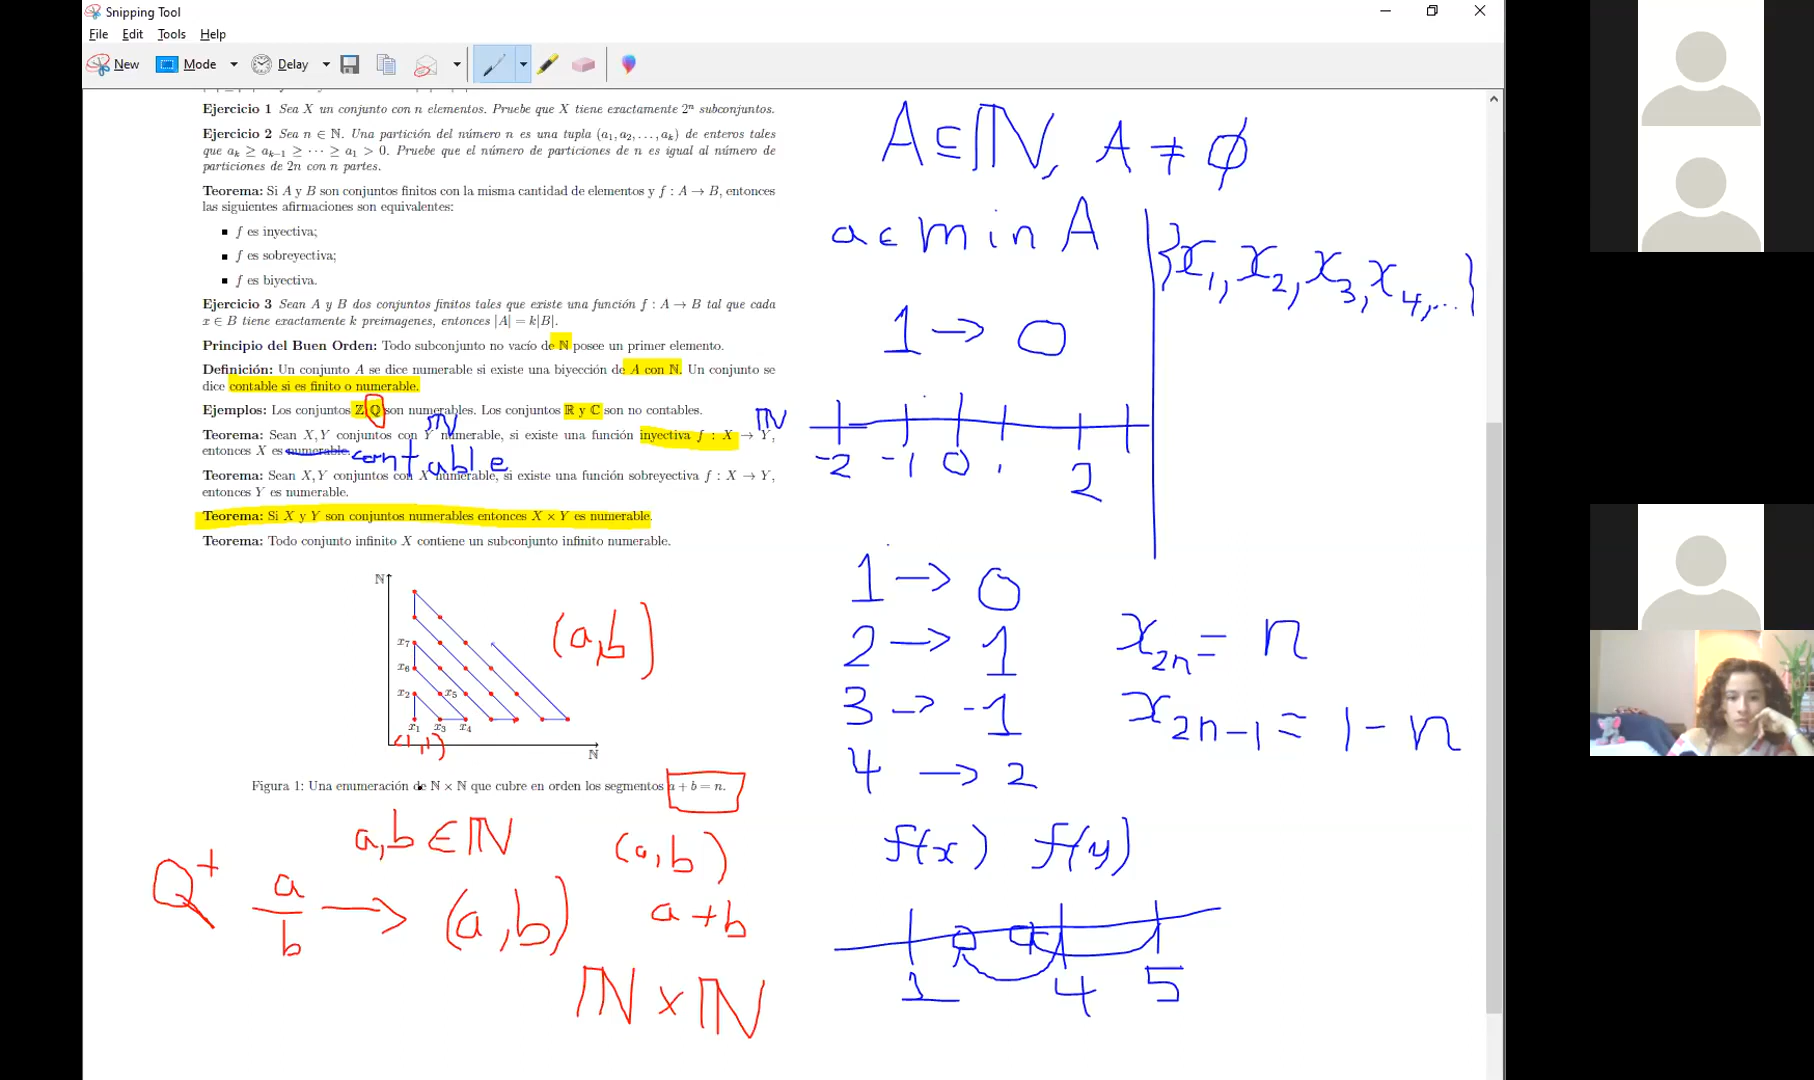 Snipping Tool
File Edit Tools Help
New Mode Delay
Ejercicio 1 Sea X un conjunto con n elementos. Pruebe que X tiene exactamente 2ⁿ subconjuntos.
Ejercicio 2 Sea n ∈ ℕ. Una partición del número n es una tupla (a₁, a₂, . . . , aₖ) de enteros tales
que aₖ ≥ aₖ₋₁ ≥ ··· ≥ a₁ > 0. Pruebe que el número de particiones de n es igual al número de
particiones de 2n con n partes.
Teorema: Si A y B son conjuntos finitos con la misma cantidad de elementos y f : A → B, entonces
las siguientes afirmaciones son equivalentes:
f es inyectiva;
f es sobreyectiva;
f es biyectiva.
Ejercicio 3 Sean A y B dos conjuntos finitos tales que existe una función f : A → B tal que cada
x ∈ B tiene exactamente k preimagenes, entonces |A| = k|B|.
Principio del Buen Orden: Todo subconjunto no vacío de ℕ posee un primer elemento.
Definición: Un conjunto A se dice numerable si existe una biyección de A con ℕ. Un conjunto se
dice contable si es finito o numerable.
Ejemplos: Los conjuntos ℤ, ℚ son numerables. Los conjuntos ℝ y ℂ son no contables.
ℕ ℕ
Teorema: Sean X, Y conjuntos con Y numerable, si existe una función inyectiva f : X → Y,
entonces X es numerable. contable
Teorema: Sean X, Y conjuntos con X numerable, si existe una función sobreyectiva f : X → Y,
entonces Y es numerable.
Teorema: Si X y Y son conjuntos numerables entonces X × Y es numerable.
Teorema: Todo conjunto infinito X contiene un subconjunto infinito numerable.
ℕ
x₇
x₆
x₂ x₅
x₁ x₃ x₄
ℕ
(a,b)
(1,1)
Figura 1: Una enumeración de ℕ × ℕ que cubre en orden los segmentos a + b = n.
a,b ∈ ℕ
(a,b)
Q⁺ a/b → (a,b)
a+b
ℕ × ℕ
A ⊆ ℕ, A ≠ ∅
a ∈ min A
{x₁, x₂, x₃, x₄, ...}
1 → 0
-2 -1 0 1 2
1 → 0
2 → 1
3 → -1
4 → 2
x₂ₙ = n
x₂ₙ₋₁ = 1 - n
f(x) f(y)
1 4 5